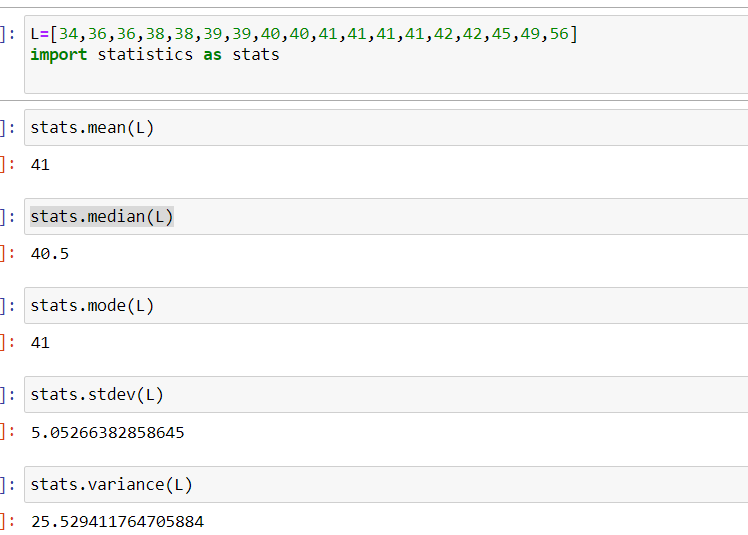 ]: L=[34,36,36,38,38,39,39,40,40,41,41,41,41,42,42,45,49,56]
import statistics as stats
]: stats.mean(L)
]: 41
]: stats.median(L)
]: 40.5
]: stats.mode(L)
]: 41
]: stats.stdev(L)
]: 5.05266382858645
]: stats.variance(L)
]: 25.529411764705884